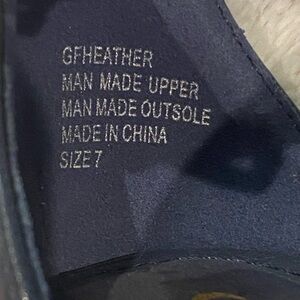 GFHEATHER
MAN MADE UPPER
MAN MADE OUTSOLE
MADE IN CHINA
SIZE 7